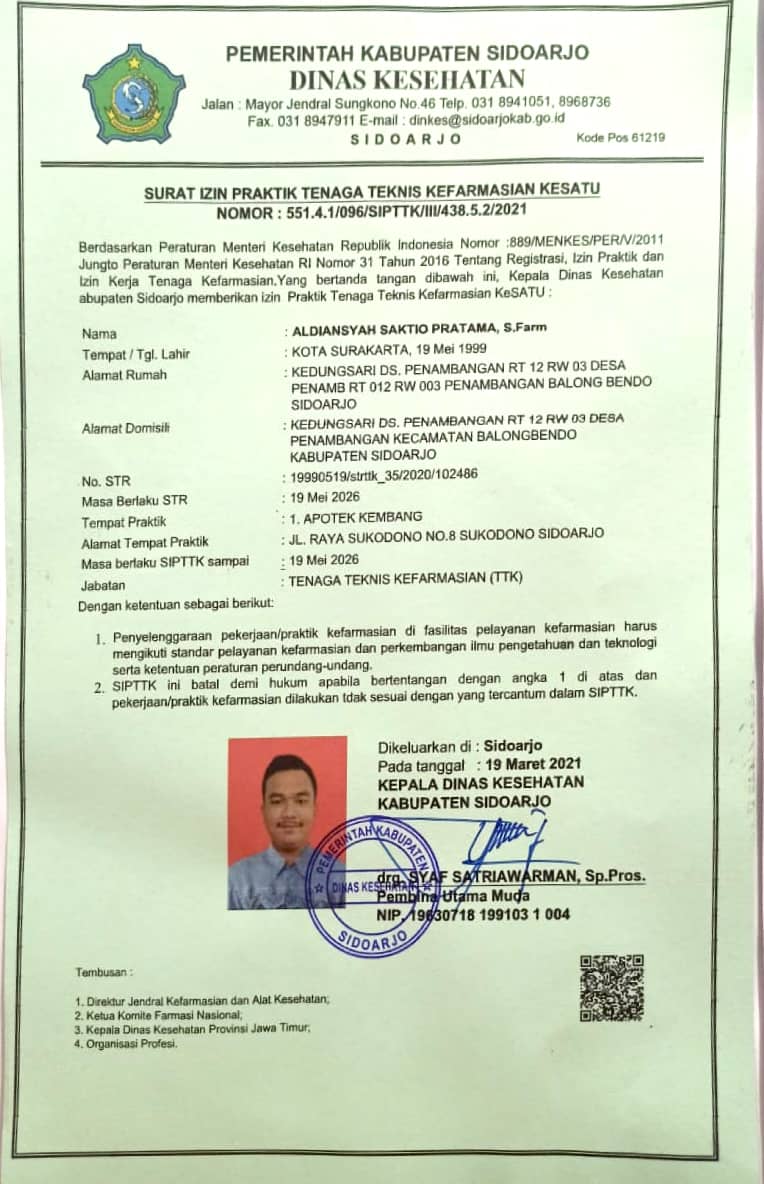 PEMERINTAH KABUPATEN SIDOARJO
DINAS KESEHATAN
Jalan : Mayor Jendral Sungkono No.46 Telp. 031 8941051, 8968736
Fax. 031 8947911 E-mail : dinkes@sidoarjokab.go.id
SIDOARJO
Kode Pos 61219
SURAT IZIN PRAKTIK TENAGA TEKNIS KEFARMASIAN KESATU
NOMOR : 551.4.1/096/SIPTTK/III/438.5.2/2021
Berdasarkan Peraturan Menteri Kesehatan Republik Indonesia Nomor :889/MENKES/PER/V/2011
Jungto Peraturan Menteri Kesehatan RI Nomor 31 Tahun 2016 Tentang Registrasi, Izin Praktik dan
Izin Kerja Tenaga Kefarmasian.Yang bertanda tangan dibawah ini, Kepala Dinas Kesehatan
abupaten Sidoarjo memberikan izin Praktik Tenaga Teknis Kefarmasian KeSATU :
Nama : ALDIANSYAH SAKTIO PRATAMA, S.Farm
Tempat / Tgl. Lahir : KOTA SURAKARTA, 19 Mei 1999
Alamat Rumah : KEDUNGSARI DS. PENAMBANGAN RT 12 RW 03 DESA
PENAMB RT 012 RW 003 PENAMBANGAN BALONG BENDO
SIDOARJO
Alamat Domisili : KEDUNGSARI DS. PENAMBANGAN RT 12 RW 03 DESA
PENAMBANGAN KECAMATAN BALONGBENDO
KABUPATEN SIDOARJO
No. STR : 19990519/strttk_35/2020/102486
Masa Berlaku STR : 19 Mei 2026
Tempat Praktik : 1. APOTEK KEMBANG
Alamat Tempat Praktik : JL. RAYA SUKODONO NO.8 SUKODONO SIDOARJO
Masa berlaku SIPTTK sampai : 19 Mei 2026
Jabatan : TENAGA TEKNIS KEFARMASIAN (TTK)
Dengan ketentuan sebagai berikut:
1. Penyelenggaraan pekerjaan/praktik kefarmasian di fasilitas pelayanan kefarmasian harus
mengikuti standar pelayanan kefarmasian dan perkembangan ilmu pengetahuan dan teknologi
serta ketentuan peraturan perundang-undang.
2. SIPTTK ini batal demi hukum apabila bertentangan dengan angka 1 di atas dan
pekerjaan/praktik kefarmasian dilakukan tdak sesuai dengan yang tercantum dalam SIPTTK.
Dikeluarkan di : Sidoarjo
Pada tanggal : 19 Maret 2021
KEPALA DINAS KESEHATAN
KABUPATEN SIDOARJO
PEMERINTAH KABUPATEN
DINAS KESEHATAN
SIDOARJO
drg. SYAF SATRIAWARMAN, Sp.Pros.
Pembina Utama Muda
NIP. 19630718 199103 1 004
Tembusan :
1. Direktur Jendral Kefarmasian dan Alat Kesehatan;
2. Ketua Komite Farmasi Nasional;
3. Kepala Dinas Kesehatan Provinsi Jawa Timur;
4. Organisasi Profesi.